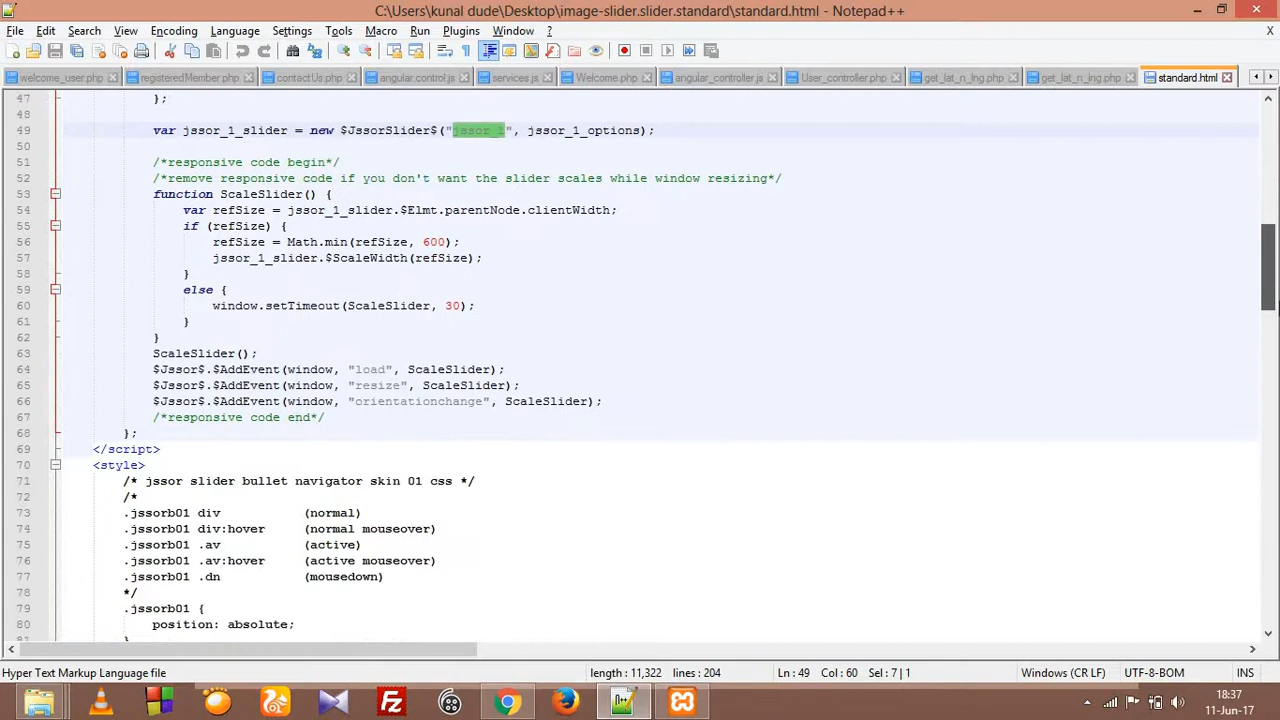 C:\Users\kunal dude\Desktop\image-slider.slider.standard\standard.html - Notepad++
File Edit Search View Encoding Language Settings Tools Macro Run Plugins Window ? X
welcome_user.php registeredMember.php contactUs.php angular.control.js services.js Welcome.php angular_controller.js User_controller.php get_lat_n_lng.php get_lat_n_lng.php standard.html
47 };
48
49 var jssor_1_slider = new $JssorSlider$("jssor_1", jssor_1_options);
50
51 /*responsive code begin*/
52 /*remove responsive code if you don't want the slider scales while window resizing*/
53 function ScaleSlider() {
54 var refSize = jssor_1_slider.$Elmt.parentNode.clientWidth;
55 if (refSize) {
56 refSize = Math.min(refSize, 600);
57 jssor_1_slider.$ScaleWidth(refSize);
58 }
59 else {
60 window.setTimeout(ScaleSlider, 30);
61 }
62 }
63 ScaleSlider();
64 $Jssor$.$AddEvent(window, "load", ScaleSlider);
65 $Jssor$.$AddEvent(window, "resize", ScaleSlider);
66 $Jssor$.$AddEvent(window, "orientationchange", ScaleSlider);
67 /*responsive code end*/
68 };
69 </script>
70 <style>
71 /* jssor slider bullet navigator skin 01 css */
72 /*
73 .jssorb01 div (normal)
74 .jssorb01 div:hover (normal mouseover)
75 .jssorb01 .av (active)
76 .jssorb01 .av:hover (active mouseover)
77 .jssorb01 .dn (mousedown)
78 */
79 .jssorb01 {
80 position: absolute;
81 }
Hyper Text Markup Language file length : 11,322 lines : 204 Ln : 49 Col : 60 Sel : 7 | 1 Windows (CR LF) UTF-8-BOM INS
18:37
11-Jun-17